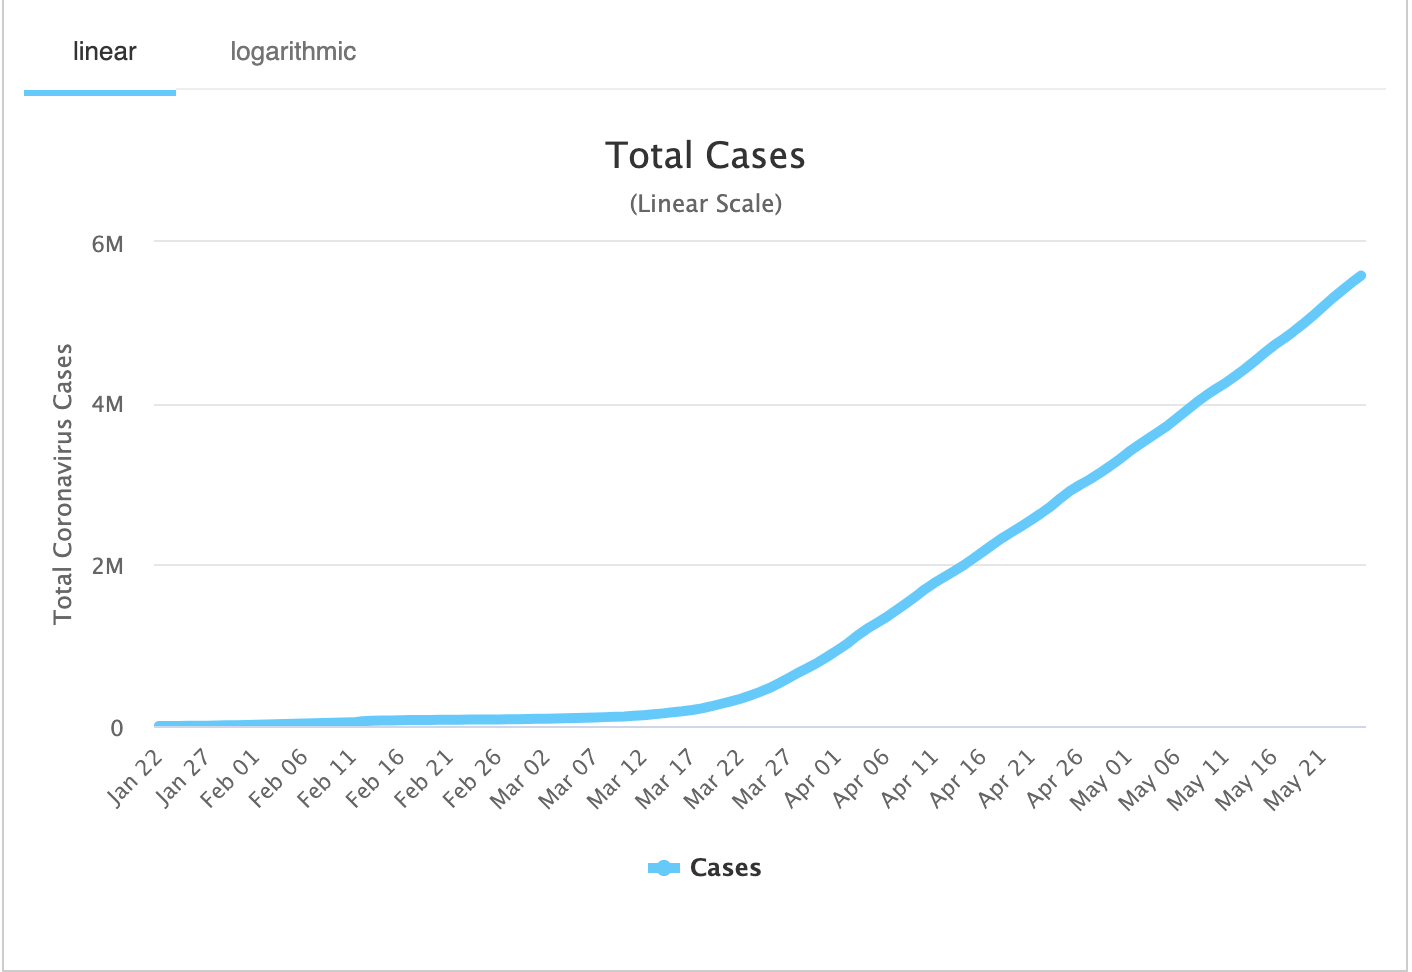 linear
logarithmic
Total Cases
(Linear Scale)
Total Coronavirus Cases
6M
4M
2M
0
Jan 22
Jan 27
Feb 01
Feb 06
Feb 11
Feb 16
Feb 21
Feb 26
Mar 02
Mar 07
Mar 12
Mar 17
Mar 22
Mar 27
Apr 01
Apr 06
Apr 11
Apr 16
Apr 21
Apr 26
May 01
May 06
May 11
May 16
May 21
Cases